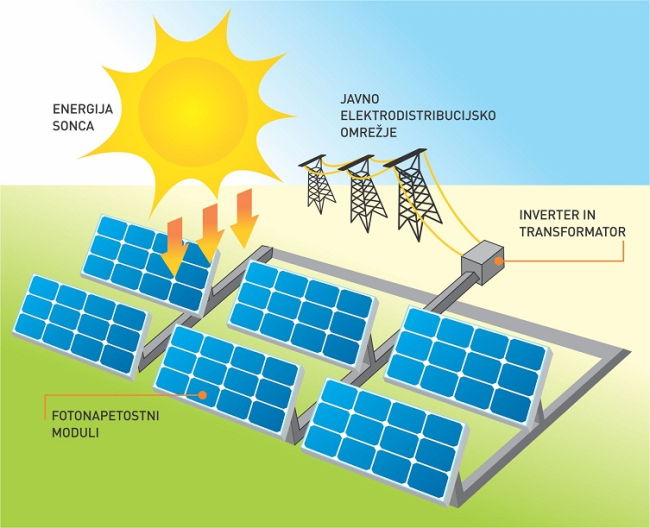 ENERGIJA
SONCA
JAVNO
ELEKTRODISTRIBUCIJSKO
OMREŽJE
INVERTER IN
TRANSFORMATOR
FOTONAPETOSTNI
MODULI